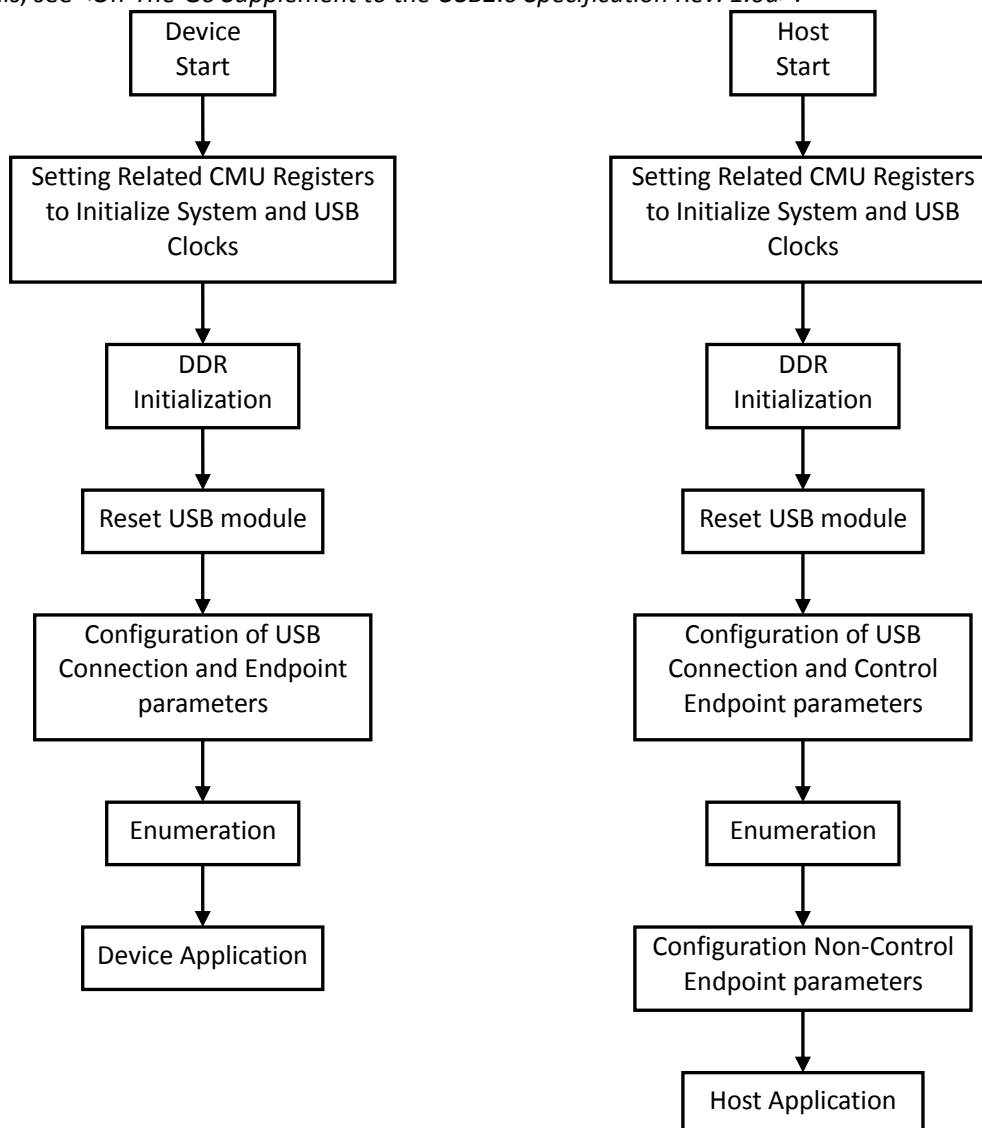 see
Device
Start
Setting Related CMU Registers
to Initialize System and USB
Clocks
DDR
Initialization
Reset USB module
Configuration of USB
Connection and Endpoint
parameters
Enumeration
Device Application
Host
Start
Setting Related CMU Registers
to Initialize System and USB
Clocks
DDR
Initialization
Reset USB module
Configuration of USB
Connection and Control
Endpoint parameters
Enumeration
Configuration Non-Control
Endpoint parameters
Host Application